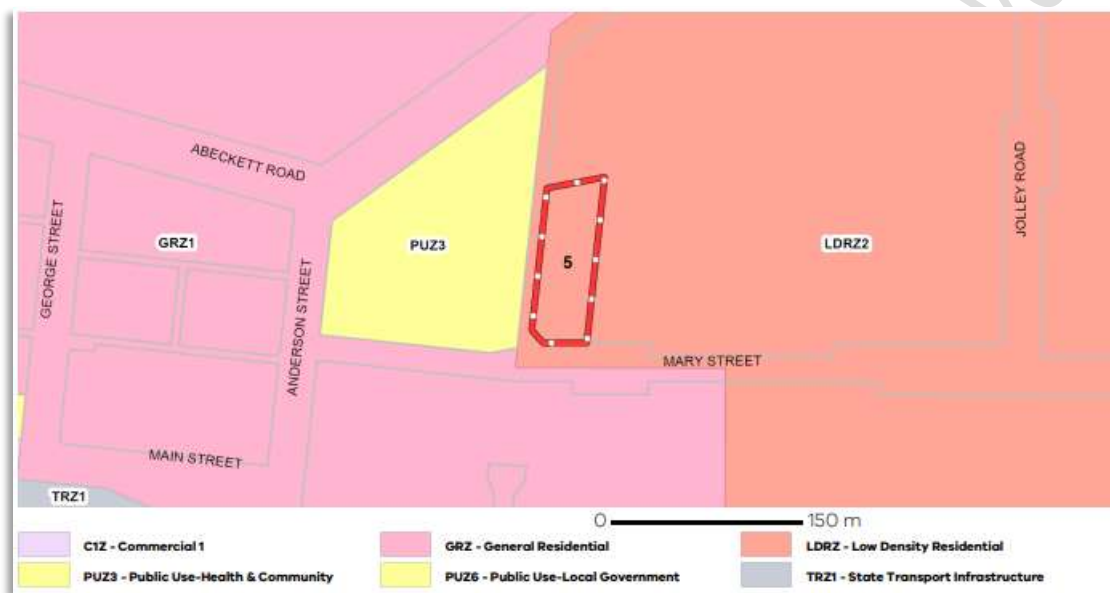 ABECKETT ROAD
GEORGE STREET
GRZ1
ANDERSON STREET
PUZ3
5
LDRZ2
JOLLEY ROAD
MARY STREET
MAIN STREET
TRZ1
0 150 m
C1Z - Commercial 1
GRZ - General Residential
LDRZ - Low Density Residential
PUZ3 - Public Use-Health & Community
PUZ6 - Public Use-Local Government
TRZ1 - State Transport Infrastructure